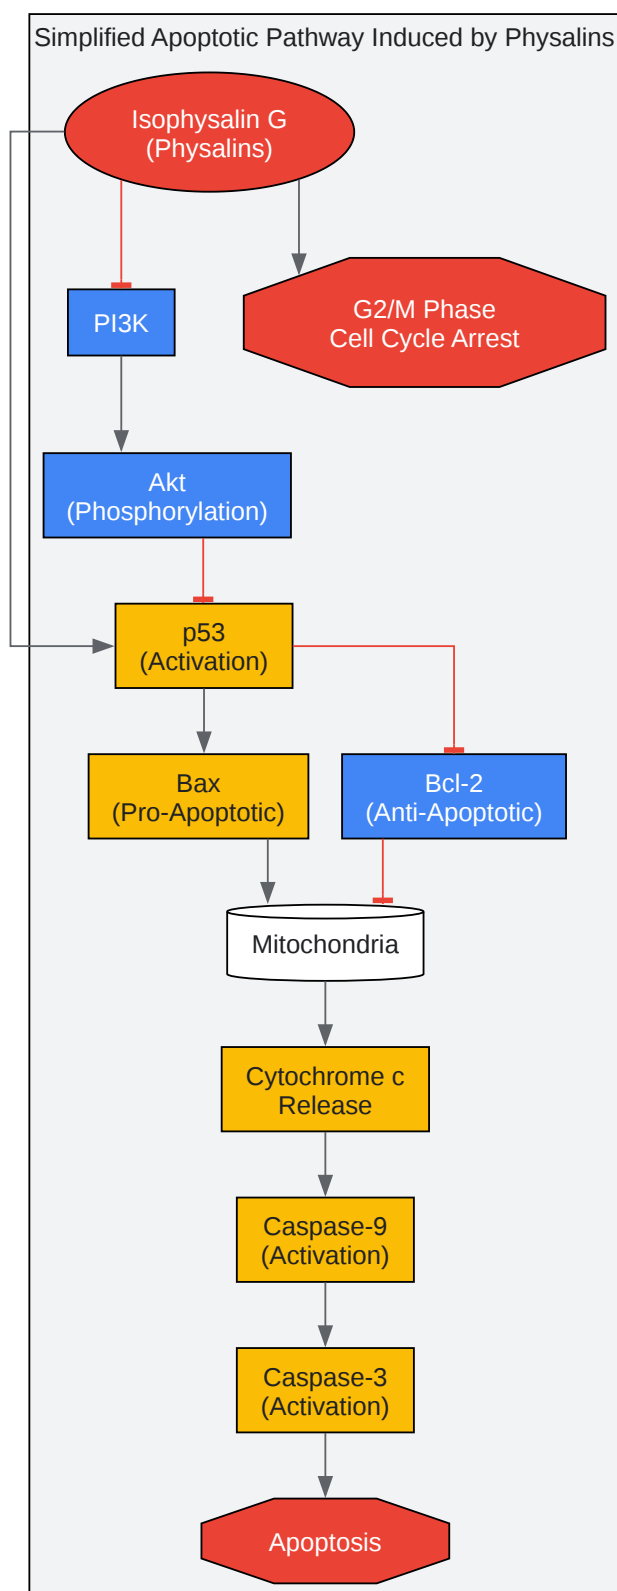 Simplified Apoptotic Pathway Induced by Physalins
Isophysalin G
(Physalins)
G2/M Phase
Cell Cycle Arrest
PI3K
Akt
(Phosphorylation)
p53
(Activation)
Bax
(Pro-Apoptotic)
Bcl-2
(Anti-Apoptotic)
Mitochondria
Cytochrome c
Release
Caspase-9
(Activation)
Caspase-3
(Activation)
Apoptosis